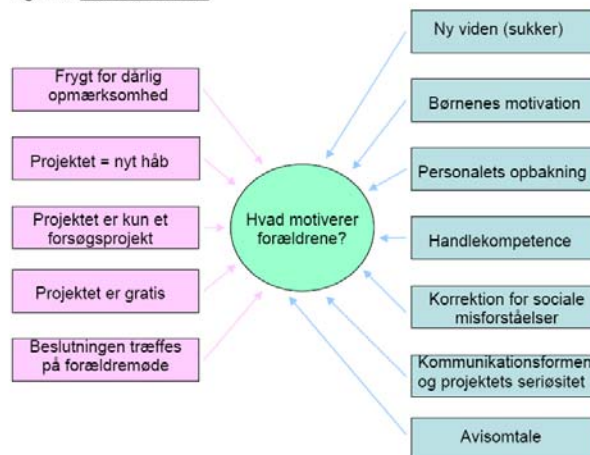 Frygt for dårlig
opmærksomhed
Projektet = nyt håb
Projektet er kun et
forsøgsprojekt
Projektet er gratis
Beslutningen træffes
på forældremøde
Hvad motiverer
forældrene?
Ny viden (sukker)
Børnenes motivation
Personalets opbakning
Handlekompetence
Korrektion for sociale
misforståelser
Kommunikationsformen
og projektets seriøsitet
Avisomtale